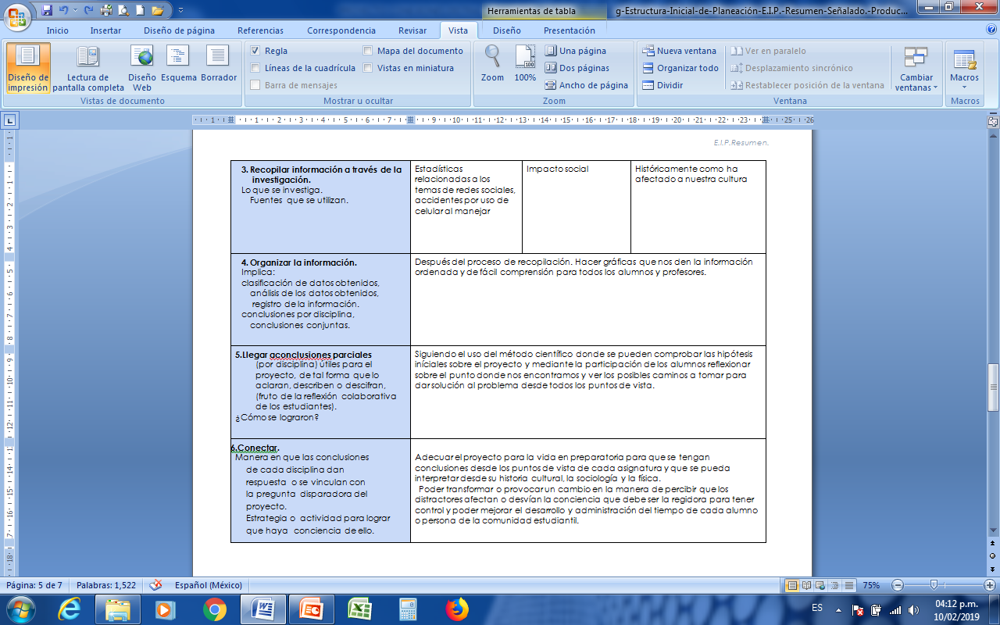 Herramientas de tabla
g-Estructura-Inicial-de-Planeación-E.I.P.-Resumen-Señalado.-Produc...
Inicio Insertar Diseño de página Referencias Correspondencia Revisar Vista Diseño Presentación
Diseño de impresión
Lectura de pantalla completa
Diseño Web
Esquema
Borrador
Vistas de documento
Regla
Líneas de la cuadrícula
Barra de mensajes
Mapa del documento
Vistas en miniatura
Mostrar u ocultar
Zoom
100%
Una página
Dos páginas
Ancho de página
Zoom
Nueva ventana
Organizar todo
Dividir
Ver en paralelo
Desplazamiento sincrónico
Restablecer posición de la ventana
Cambiar ventanas
Ventana
Macros
Macros
E.I.P.Resumen.
3. Recopilar información a través de la
investigación.
Lo que se investiga.
Fuentes que se utilizan.
Estadísticas
relacionadas a los
temas de redes sociales,
accidentes por uso de
celular al manejar
Impacto social
Históricamente como ha
afectado a nuestra cultura
4. Organizar la información.
Implica:
clasificación de datos obtenidos,
análisis de los datos obtenidos,
registro de la información.
conclusiones por disciplina,
conclusiones conjuntas.
Después del proceso de recopilación. Hacer gráficas que nos den la información
ordenada y de fácil comprensión para todos los alumnos y profesores.
5.Llegar aconclusiones parciales
(por disciplina) útiles para el
proyecto, de tal forma que lo
aclaran, describen o descifran,
(fruto de la reflexión colaborativa
de los estudiantes).
¿Cómo se lograron?
Siguiendo el uso del método científico donde se pueden comprobar las hipótesis
iníciales sobre el proyecto y mediante la participación de los alumnos reflexionar
sobre el punto donde nos encontramos y ver los posibles caminos a tomar para
dar solución al problema desde todos los puntos de vista.
6.Conectar.
Manera en que las conclusiones
de cada disciplina dan
respuesta o se vinculan con
la pregunta disparadora del
proyecto.
Estrategia o actividad para lograr
que haya conciencia de ello.
Adecuar el proyecto para la vida en preparatoria para que se tengan
conclusiones desde los puntos de vista de cada asignatura y que se pueda
interpretar desde su historia cultural, la sociología y la física.
Poder transformar o provocar un cambio en la manera de percibir que los
distractores afectan o desvían la conciencia que debe ser la regidora para tener
control y poder mejorar el desarrollo y administración del tiempo de cada alumno
o persona de la comunidad estudiantil.
Página: 5 de 7 Palabras: 1,522 Español (México) 75%
ES 04:12 p.m.
10/02/2019